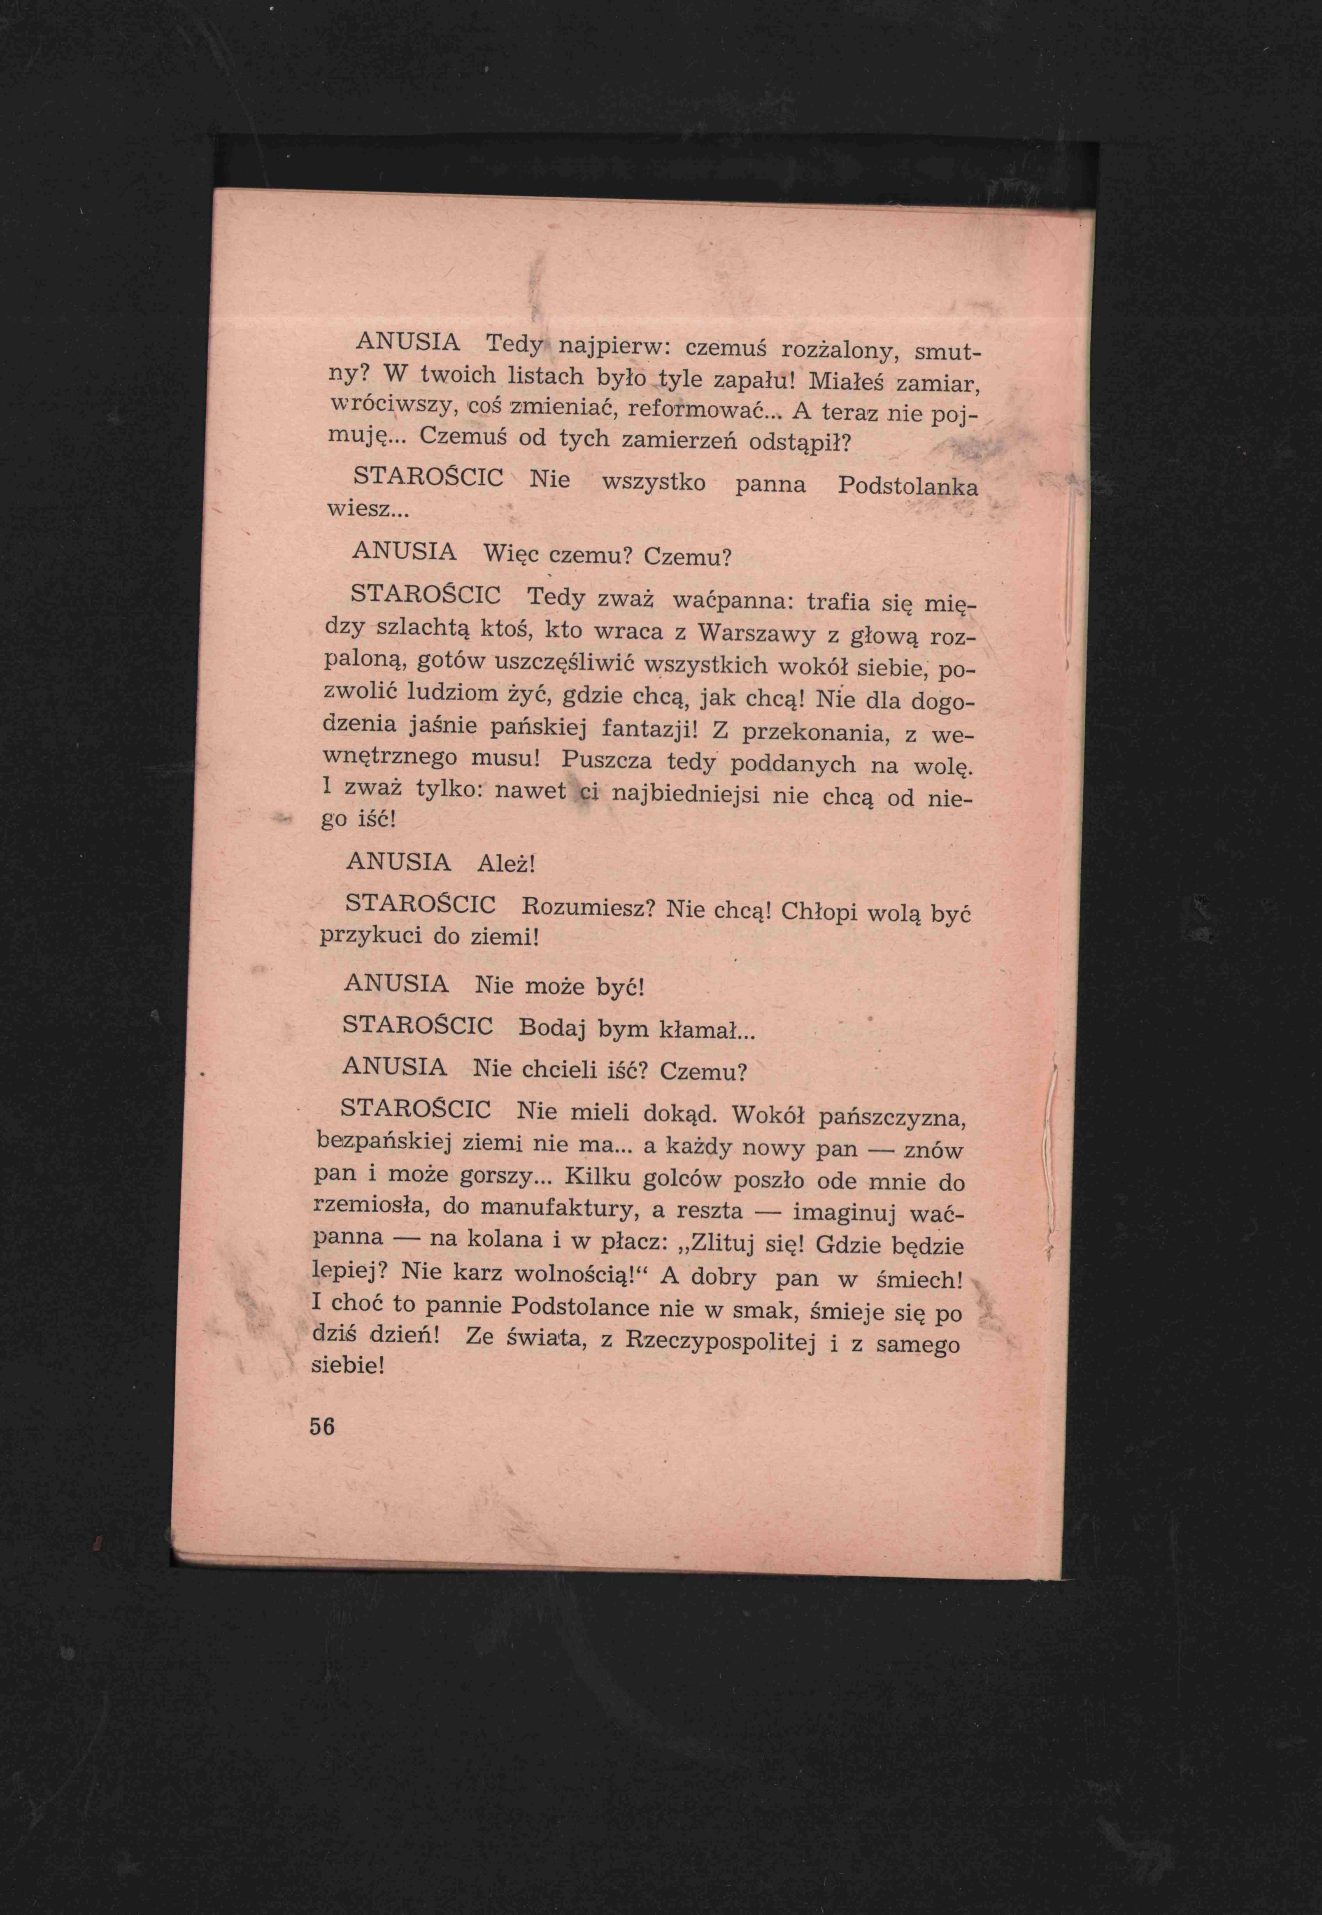 ANUSIA Tedy najpierw: czemuś rozżalony, smut-
ny? W twoich listach było tyle zapału! Miałeś zamiar,
wróciwszy, coś zmieniać, reformować... A teraz nie poj-
muję... Czemuś od tych zamierzeń odstąpił?
STAROŚCIC Nie wszystko panna Podstolanka
wiesz...
ANUSIA Więc czemu? Czemu?
STAROŚCIC Tedy zważ waćpanna: trafia się mię-
dzy szlachtą ktoś, kto wraca z Warszawy z głową roz-
paloną, gotów uszczęśliwić wszystkich wokół siebie, po-
zwolić ludziom żyć, gdzie chcą, jak chcą! Nie dla dogo-
dzenia jaśnie pańskiej fantazji! Z przekonania, z we-
wnętrznego musu! Puszcza tedy poddanych na wolę.
I zważ tylko: nawet ci najbiedniejsi nie chcą od nie-
go iść!
ANUSIA Ależ!
STAROŚCIC Rozumiesz? Nie chcą! Chłopi wolą być
przykuci do ziemi!
ANUSIA Nie może być!
STAROŚCIC Bodaj bym kłamał...
ANUSIA Nie chcieli iść? Czemu?
STAROŚCIC Nie mieli dokąd. Wokół pańszczyzna,
bezpańskiej ziemi nie ma... a każdy nowy pan — znów
pan i może gorszy... Kilku golców poszło ode mnie do
rzemiosła, do manufaktury, a reszta — imaginuj wać-
panna — na kolana i w płacz: „Zlituj się! Gdzie będzie
lepiej? Nie karz wolnością!“ A dobry pan w śmiech!
I choć to pannie Podstolance nie w smak, śmieje się po
dziś dzień! Ze świata, z Rzeczypospolitej i z samego
siebie!
56